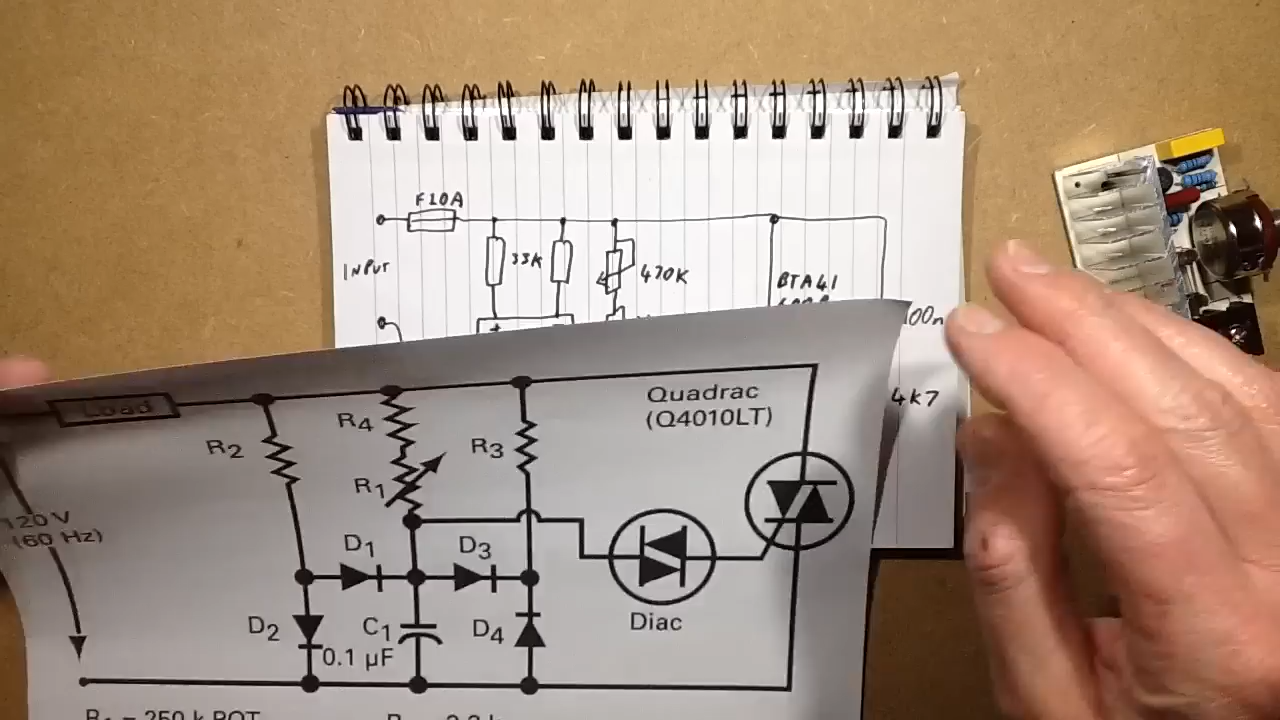 F10A
INPUT
33K
470K
BTA41
100n
4k7
Load
R2
R4
R1
R3
Quadrac
(Q4010LT)
120 V
(60 Hz)
D1
D3
D2
C1
0.1 µF
D4
Diac
R1 = 250 k POT